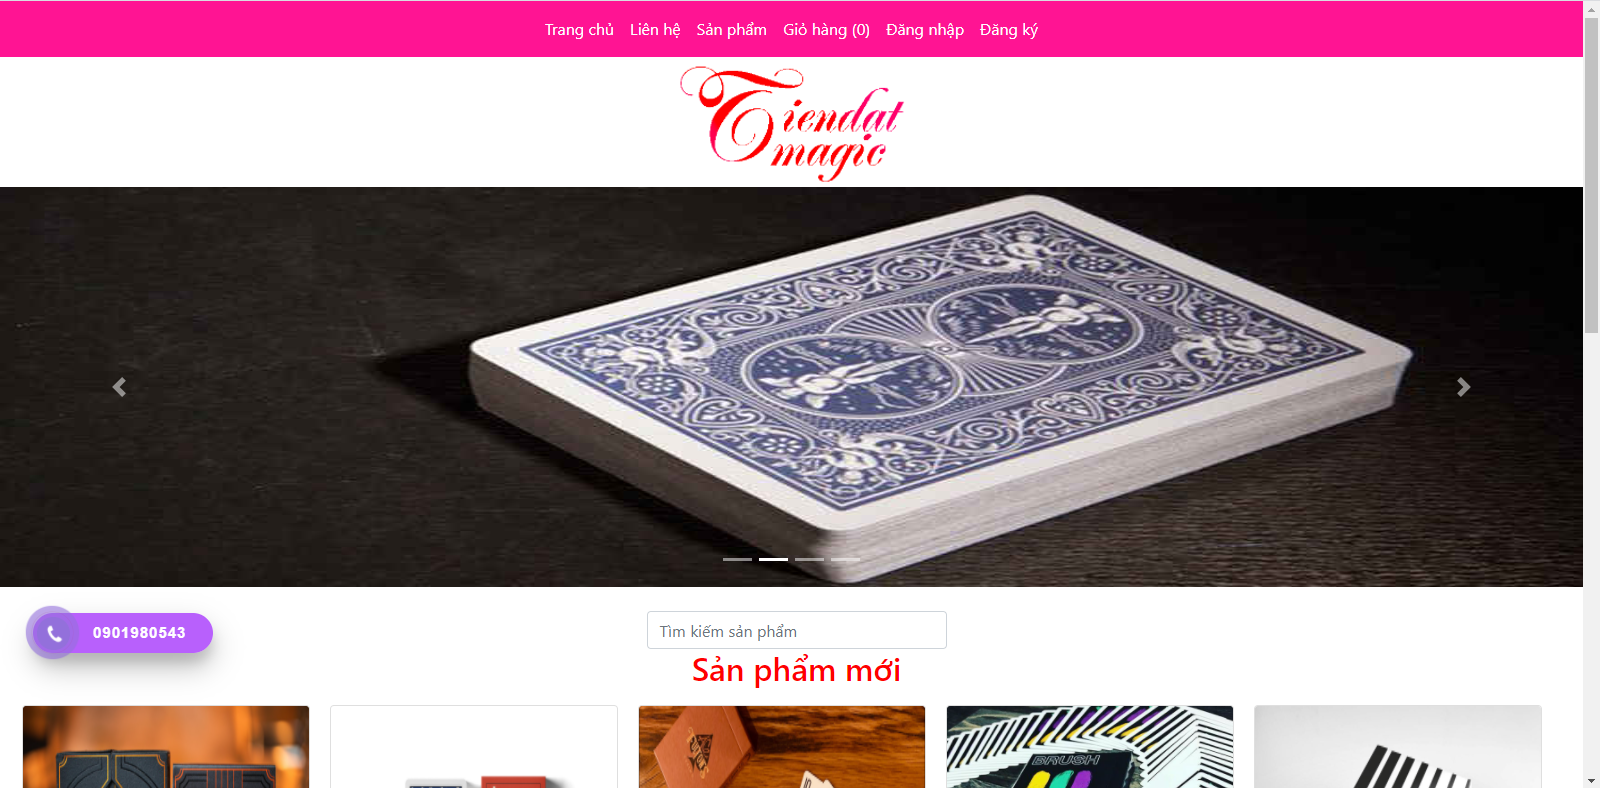 Trang chủ Liên hệ Sản phẩm Giỏ hàng (0) Đăng nhập Đăng ký
Tiendat
magic
0901980543
Tìm kiếm sản phẩm
Sản phẩm mới
BRUSH